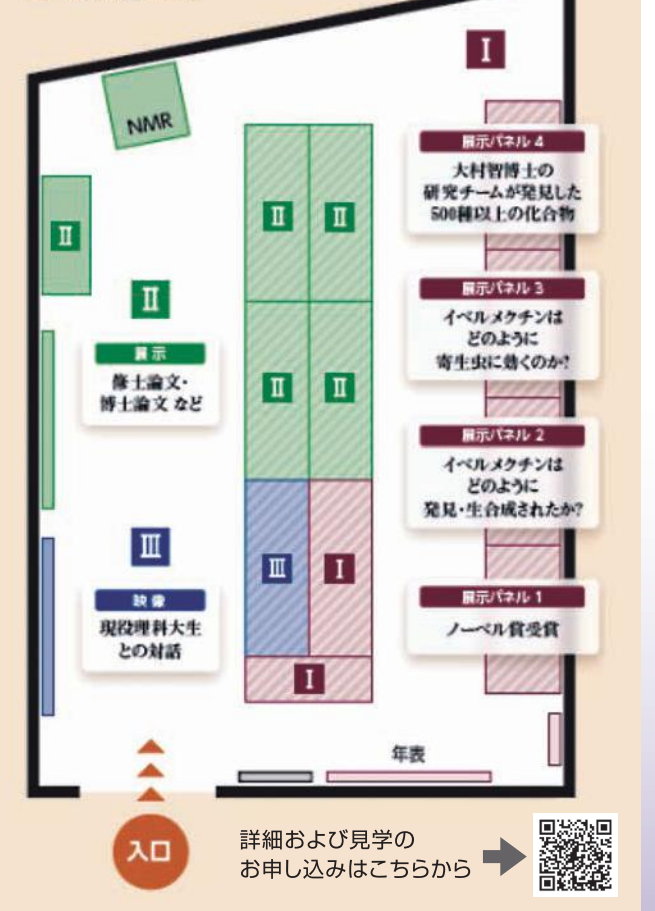 I
NMR
展示パネル 4
大村智博士の
研究チームが発見した
500種以上の化合物
II
II
II
II
展示
修士論文・
博士論文 など
展示パネル 3
イベルメクチンは
どのように
寄生虫に効くのか?
II
II
展示パネル 2
イベルメクチンは
どのように
発見・生合成されたか?
III
映像
現役理科大生
との対話
III
I
展示パネル 1
ノーベル賞受賞
I
年表
入口
詳細および見学の
お申し込みはこちらから